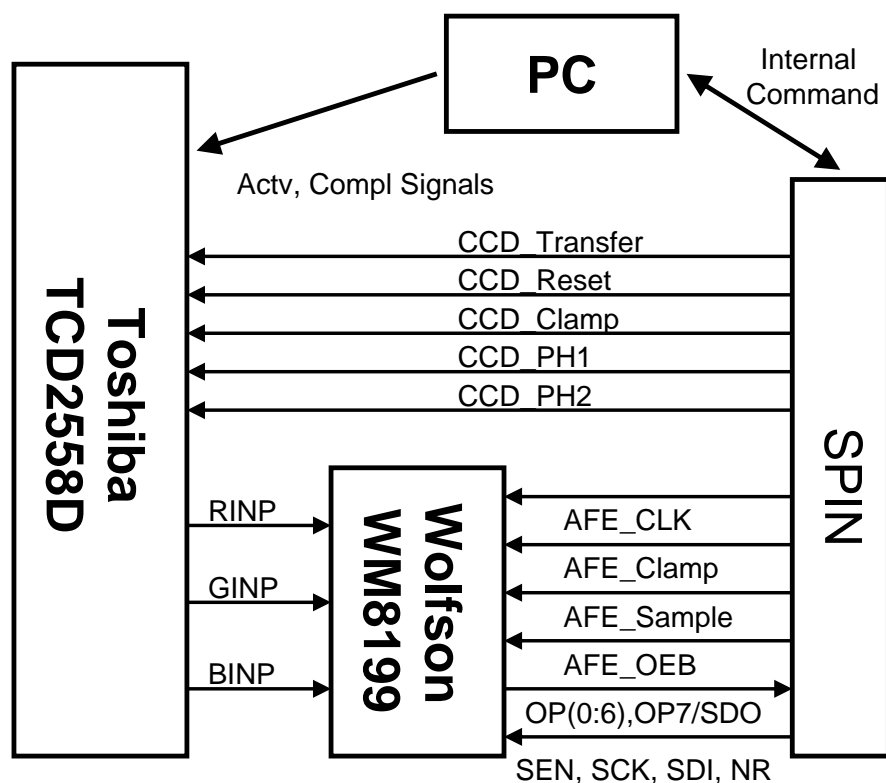 PC
Internal
Command
Actv, Compl Signals
CCD_Transfer
CCD_Reset
CCD_Clamp
CCD_PH1
CCD_PH2
Toshiba
TCD2558D
SPIN
RINP
GINP
BINP
Wolfson
WM8199
AFE_CLK
AFE_Clamp
AFE_Sample
AFE_OEB
OP(0:6),OP7/SDO
SEN, SCK, SDI, NR